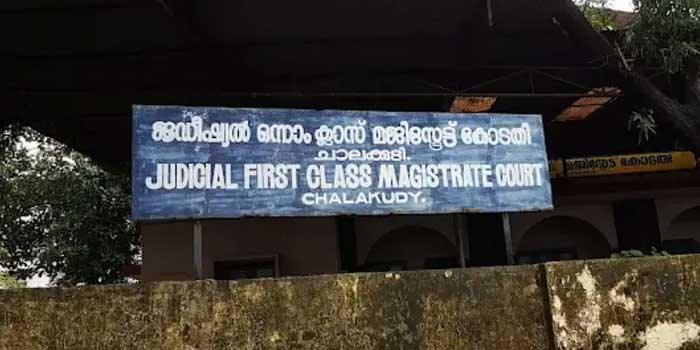 ജുഡീഷ്യൽ ഒന്നാം ക്ലാസ് മജിസ്ട്രേട്ട് കോടതി
ചാലക്കുടി.
JUDICIAL FIRST CLASS MAGISTRATE COURT
CHALAKUDY.
കോടതി